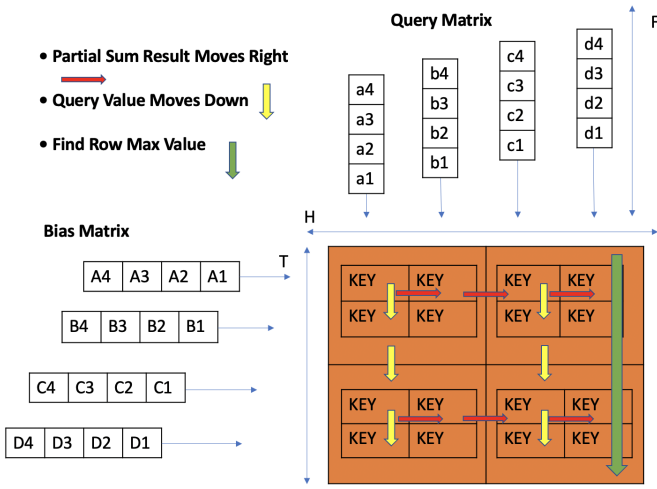 Query Matrix
F
• Partial Sum Result Moves Right
• Query Value Moves Down
• Find Row Max Value
a4
a3
a2
a1
b4
b3
b2
b1
c4
c3
c2
c1
d4
d3
d2
d1
H
Bias Matrix
T
A4 A3 A2 A1
B4 B3 B2 B1
C4 C3 C2 C1
D4 D3 D2 D1
KEY KEY KEY KEY
KEY KEY KEY KEY
KEY KEY KEY KEY
KEY KEY KEY KEY